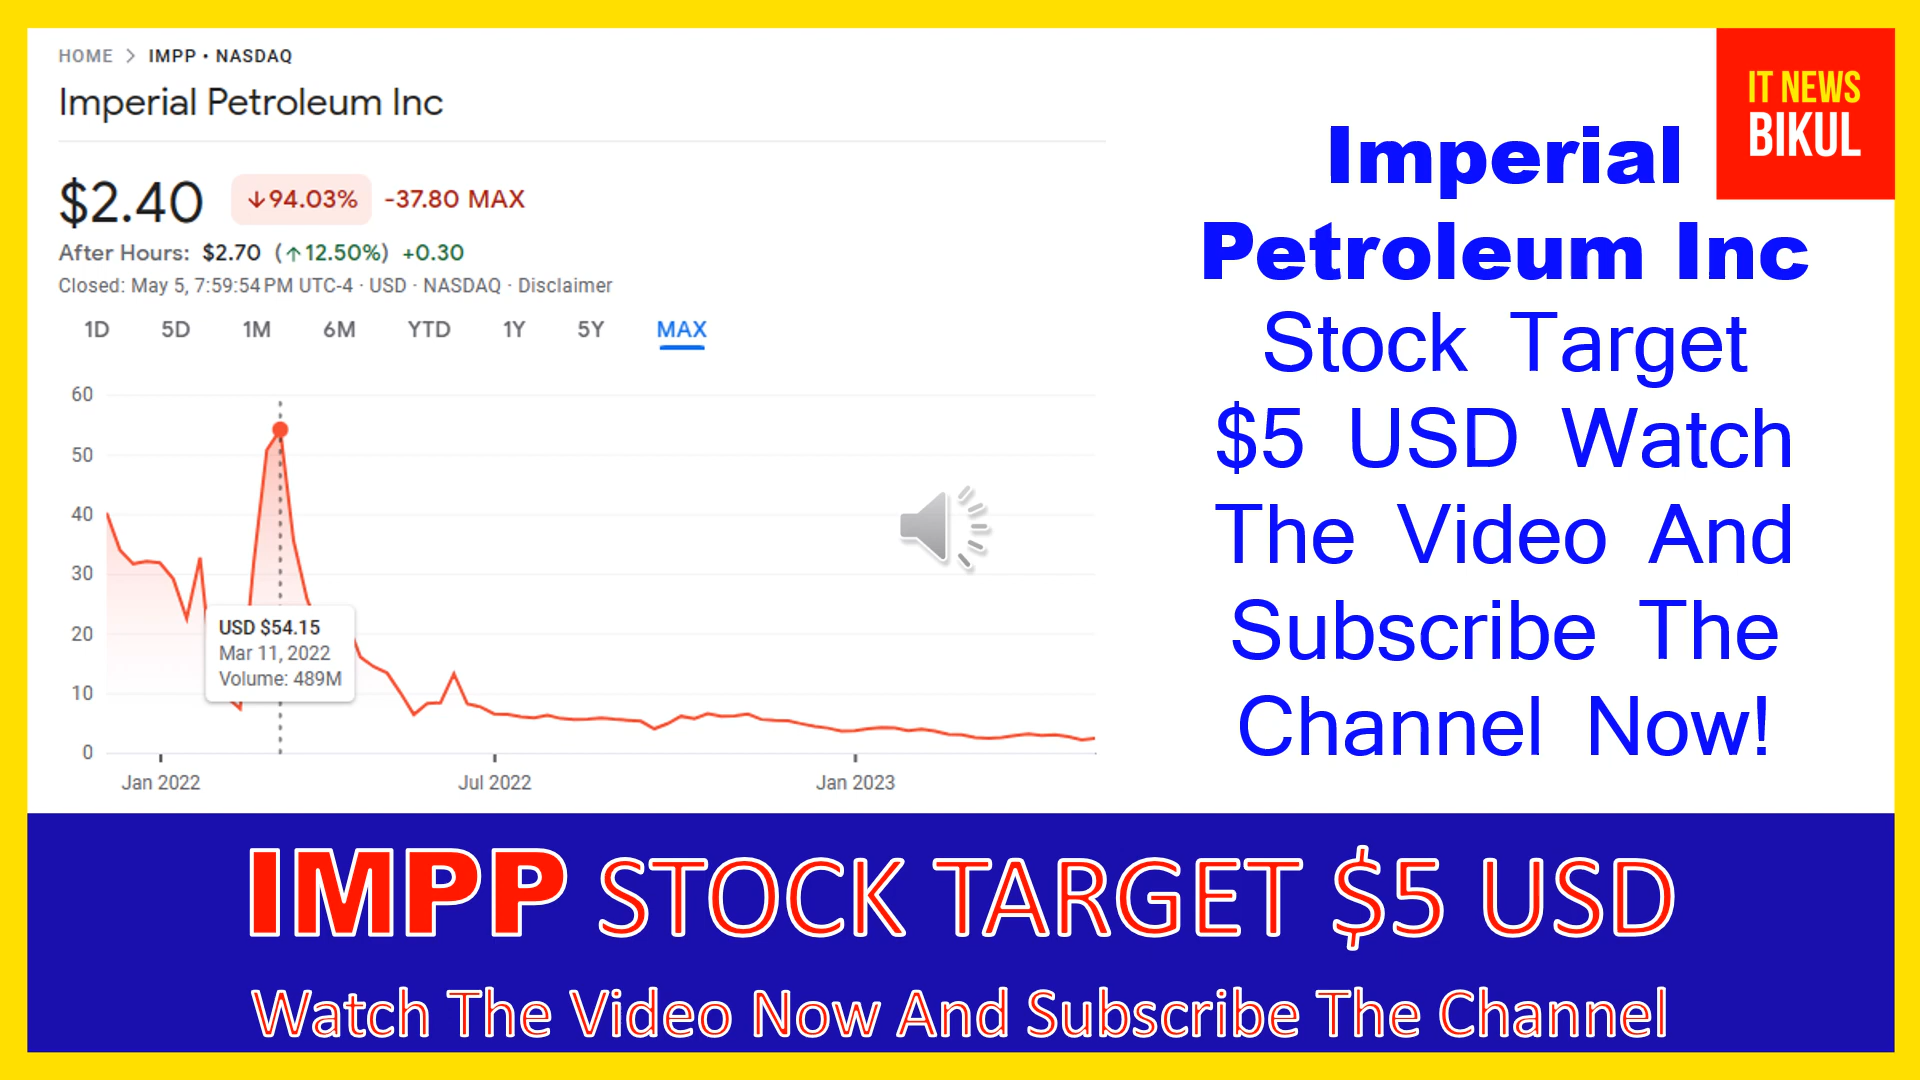 HOME > IMPP • NASDAQ
Imperial Petroleum Inc
$2.40 ↓94.03% -37.80 MAX
After Hours: $2.70 (↑12.50%) +0.30
Closed: May 5, 7:59:54 PM UTC-4 · USD · NASDAQ · Disclaimer
1D 5D 1M 6M YTD 1Y 5Y MAX
60
50
40
30
20
10
0
USD $54.15
Mar 11, 2022
Volume: 489M
Jan 2022 Jul 2022 Jan 2023
IT NEWS
BIKUL
Imperial
Petroleum Inc
Stock Target
$5 USD Watch
The Video And
Subscribe The
Channel Now!
IMPP STOCK TARGET $5 USD
Watch The Video Now And Subscribe The Channel